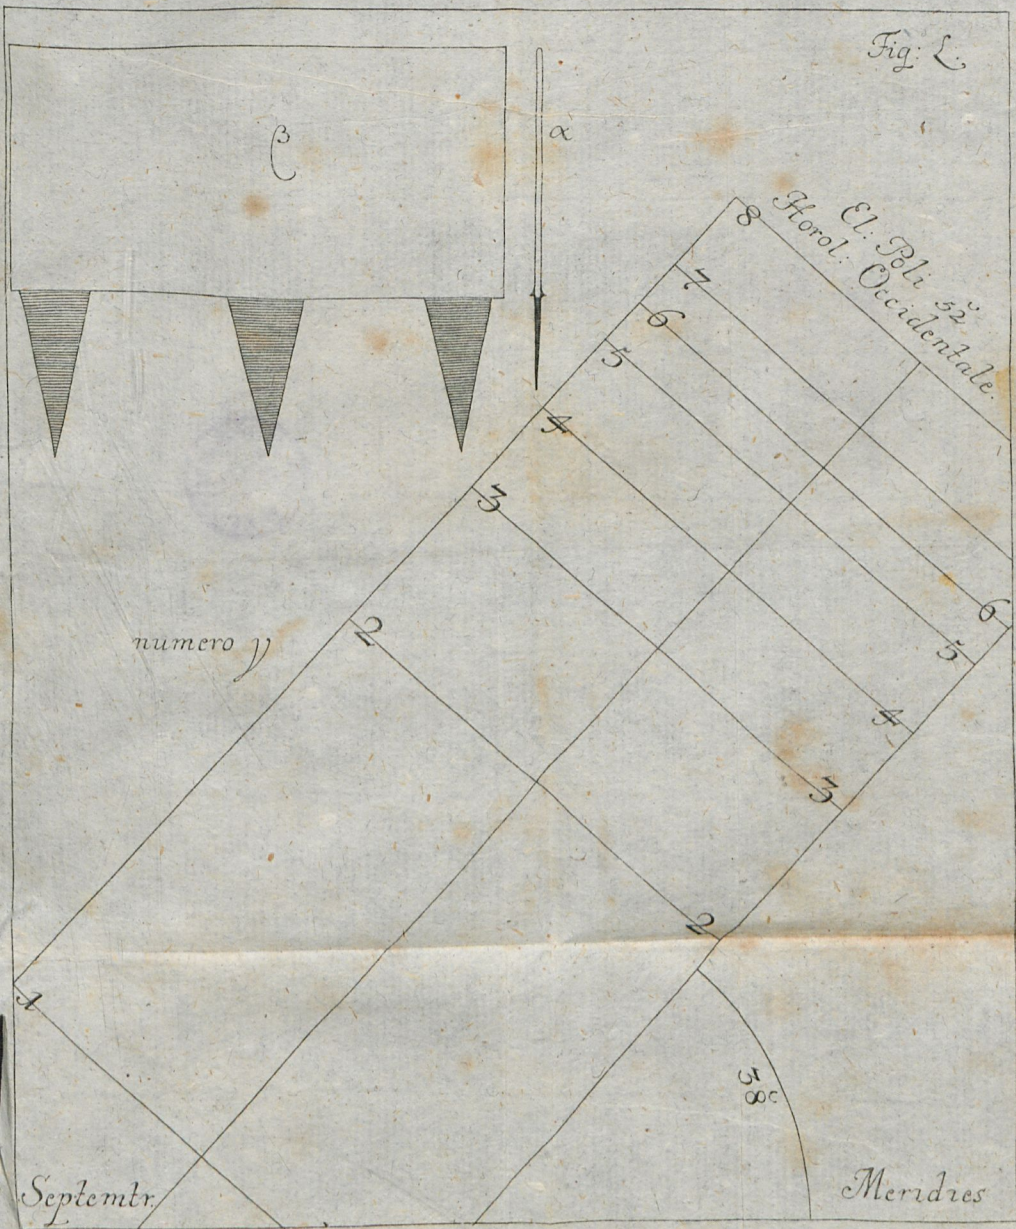 Fig: L.
β
α
El: Poli 52°
Horol: Occidentale.
8
7
6
5
4
3
2
1
numero γ
6
5
4
3
2
38°
Septemtr.
Meridies